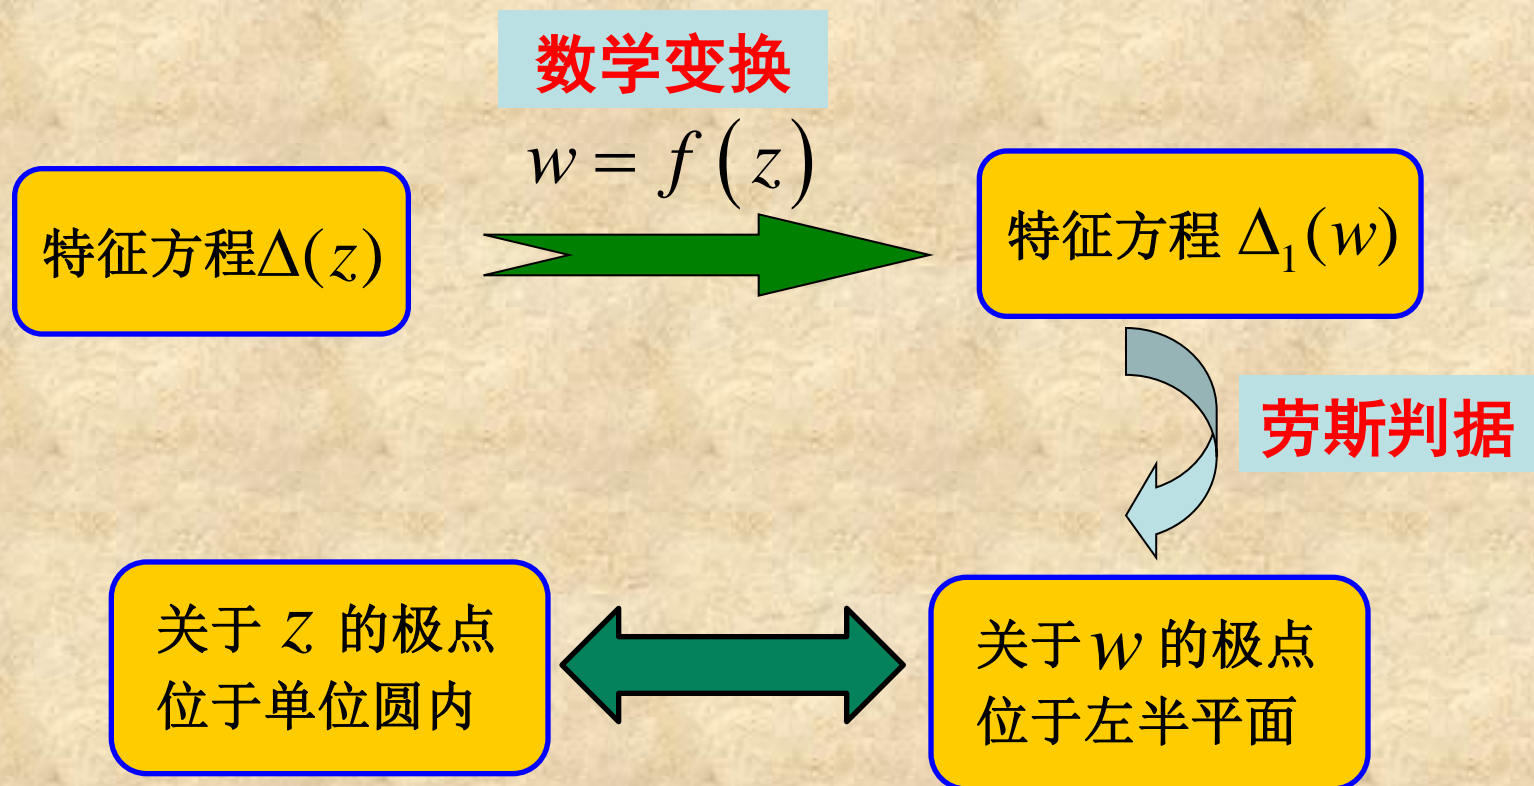 数学变换
w = f(z)
特征方程Δ(z)
特征方程 Δ₁(w)
劳斯判据
关于 z 的极点
位于单位圆内
关于 w 的极点
位于左半平面